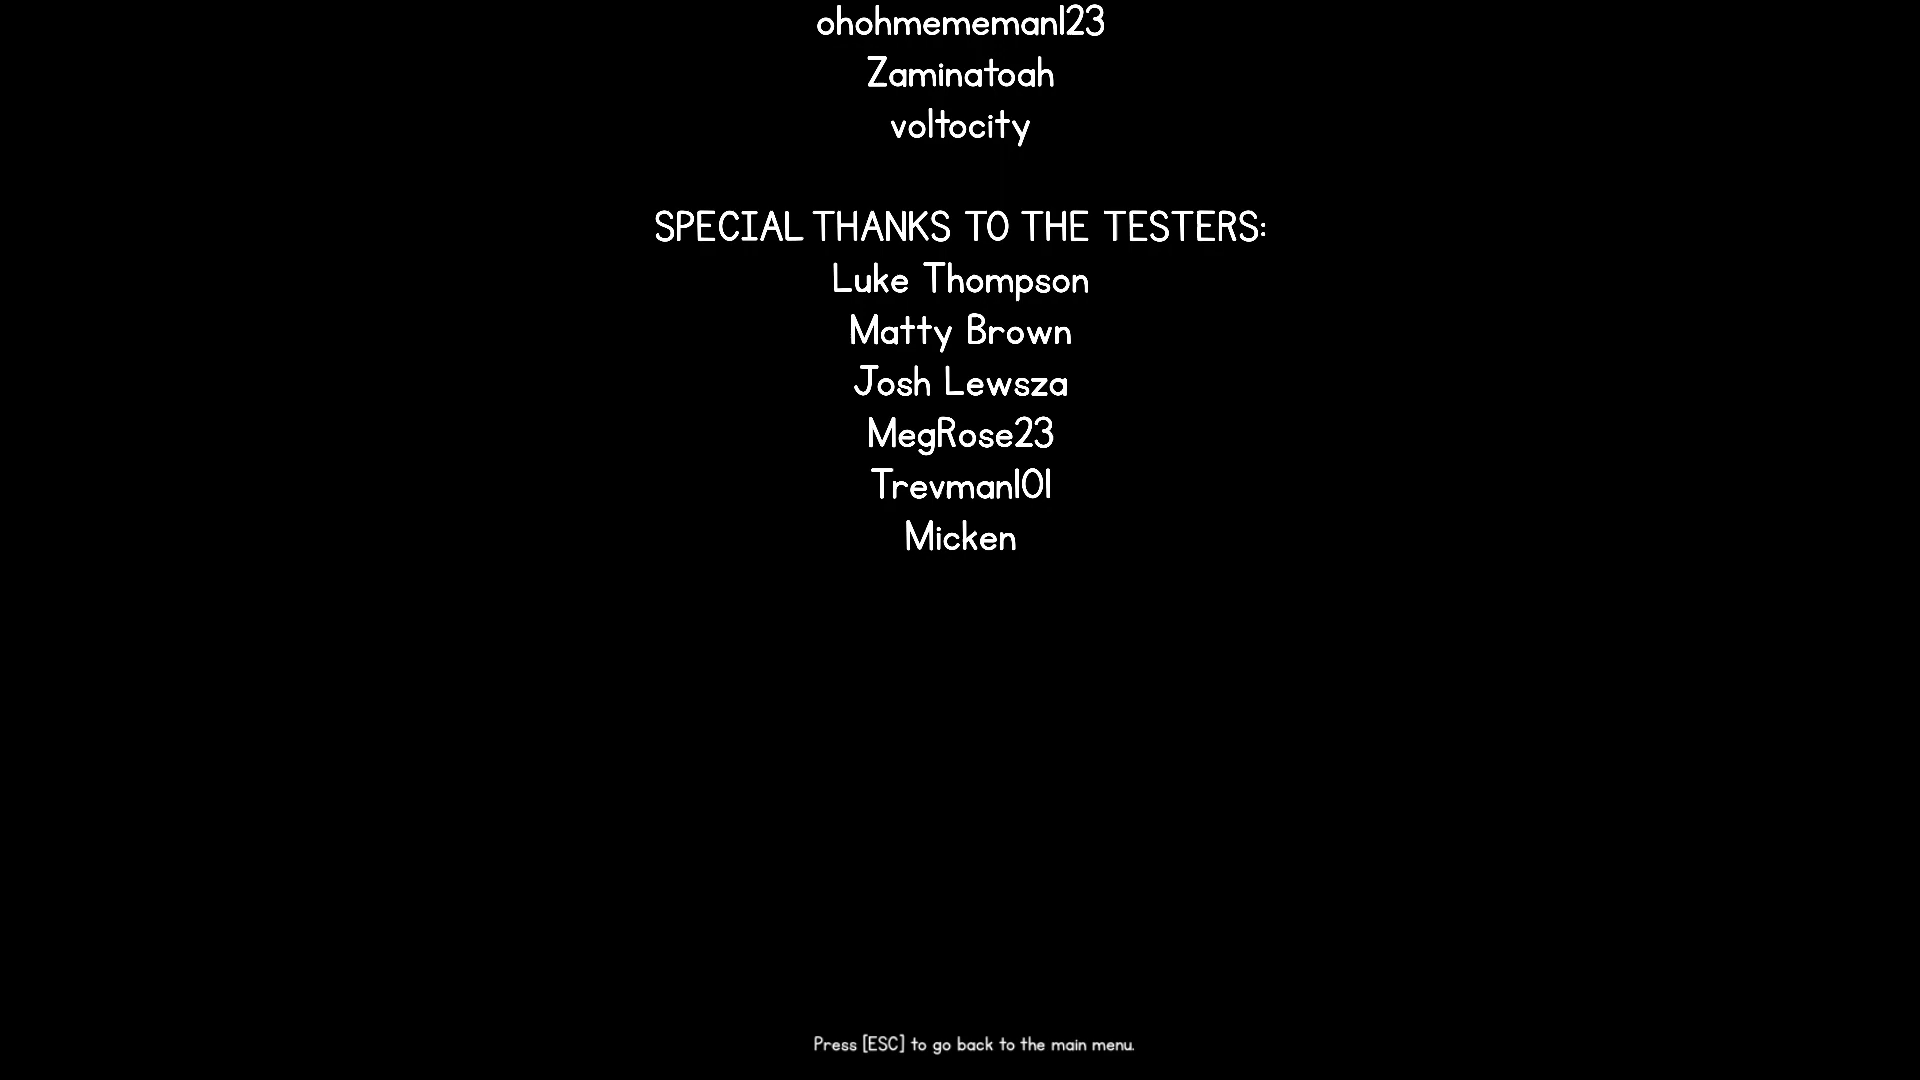 ohohmememan123
Zaminatoah
voltocity
SPECIAL THANKS TO THE TESTERS:
Luke Thompson
Matty Brown
Josh Lewsza
MegRose23
Trevman101
Micken
Press [ESC] to go back to the main menu.